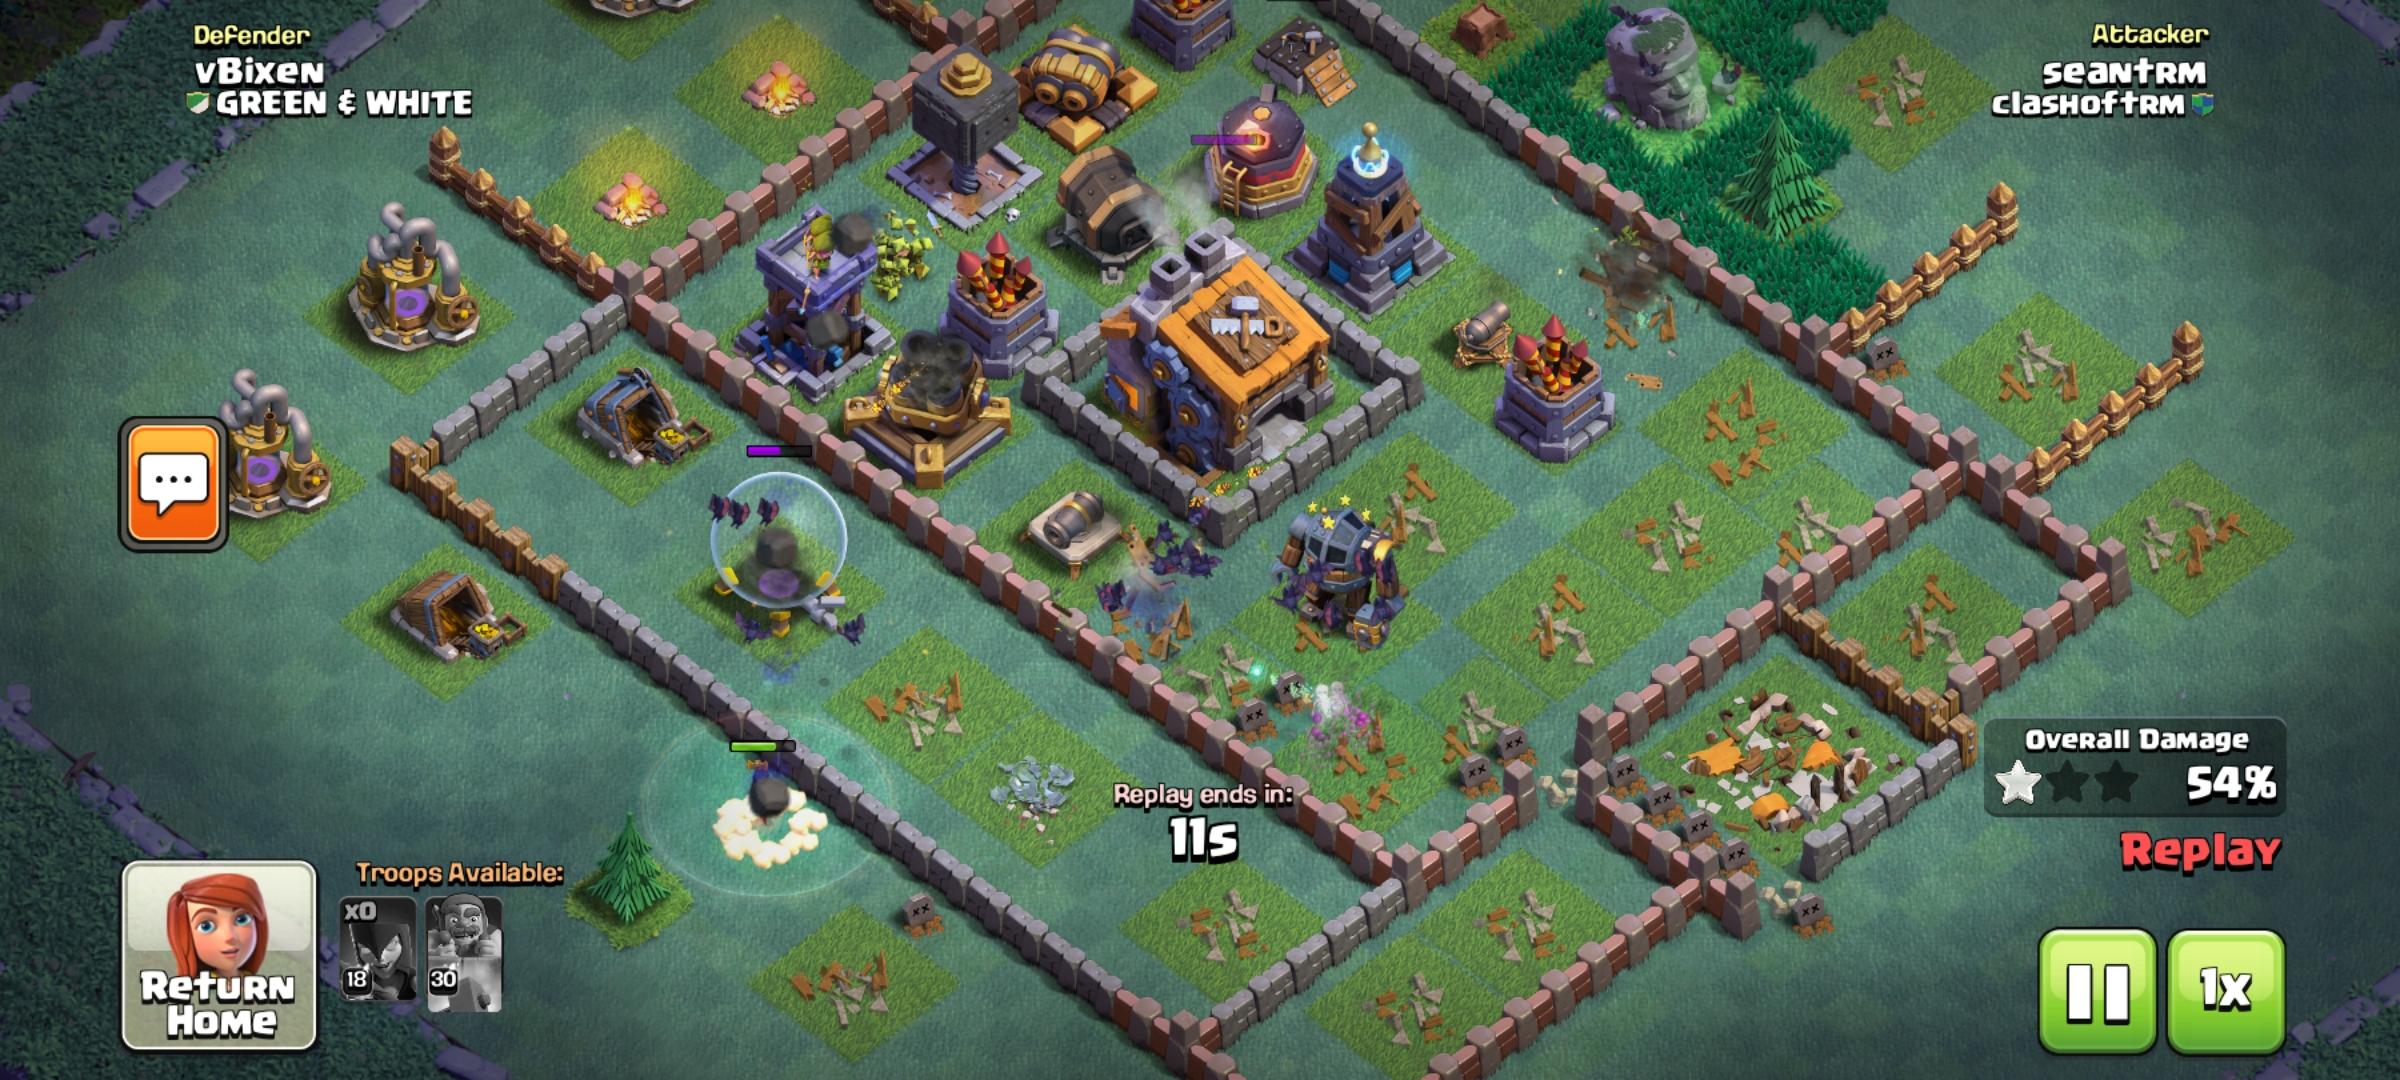 Defender
vBixen
GREEN & WHITE
Attacker
seantRM
clashoftRM
Overall Damage
54%
Replay
Replay ends in:
11s
Troops Available:
x0
18
30
Return
Home
1x